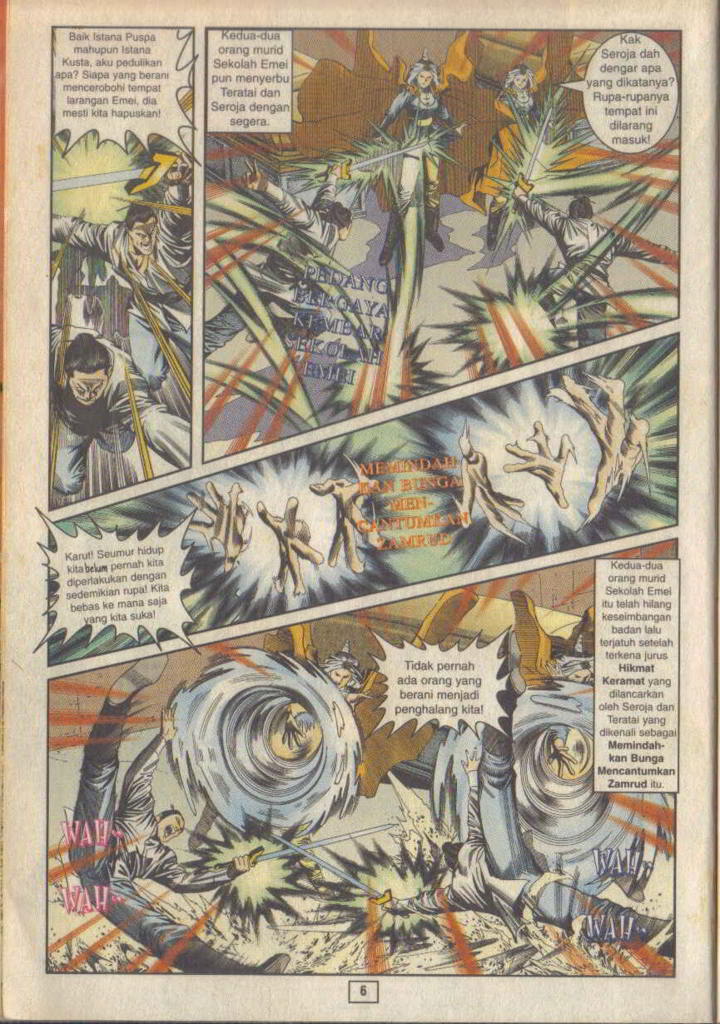 Baik Istana Puspa
mahupun Istana
Kusta, aku pedulikan
apa? Siapa yang berani
mencerobohi tempat
larangan Emei, dia
mesti kita hapuskan!
Kedua-dua
orang murid
Sekolah Emei
pun menyerbu
Teratai dan
Seroja dengan
segera.
Kak
Seroja dah
dengar apa
yang dikatanya?
Rupa-rupanya
tempat ini
dilarang
masuk!
PEDANG
BERGAYA
KEMBAR
SEKOLAH
EMEI
MEMINDAH
KAN BUNGA
MEN-
CANTUMKAN
ZAMRUD
Karut! Seumur hidup
kita belum pernah kita
diperlakukan dengan
sedemikian rupa! Kita
bebas ke mana saja
yang kita suka!
Kedua-dua
orang murid
Sekolah Emei
itu telah hilang
keseimbangan
badan lalu
terjatuh setelah
terkena jurus
Hikmat
Keramat yang
dilancarkan
oleh Seroja dan
Teratai yang
dikenali sebagai
Memindah-
kan Bunga
Mencantumkan
Zamrud itu.
Tidak pernah
ada orang yang
berani menjadi
penghalang kita!
WAH~
WAH~
WAH~
WAH~
6